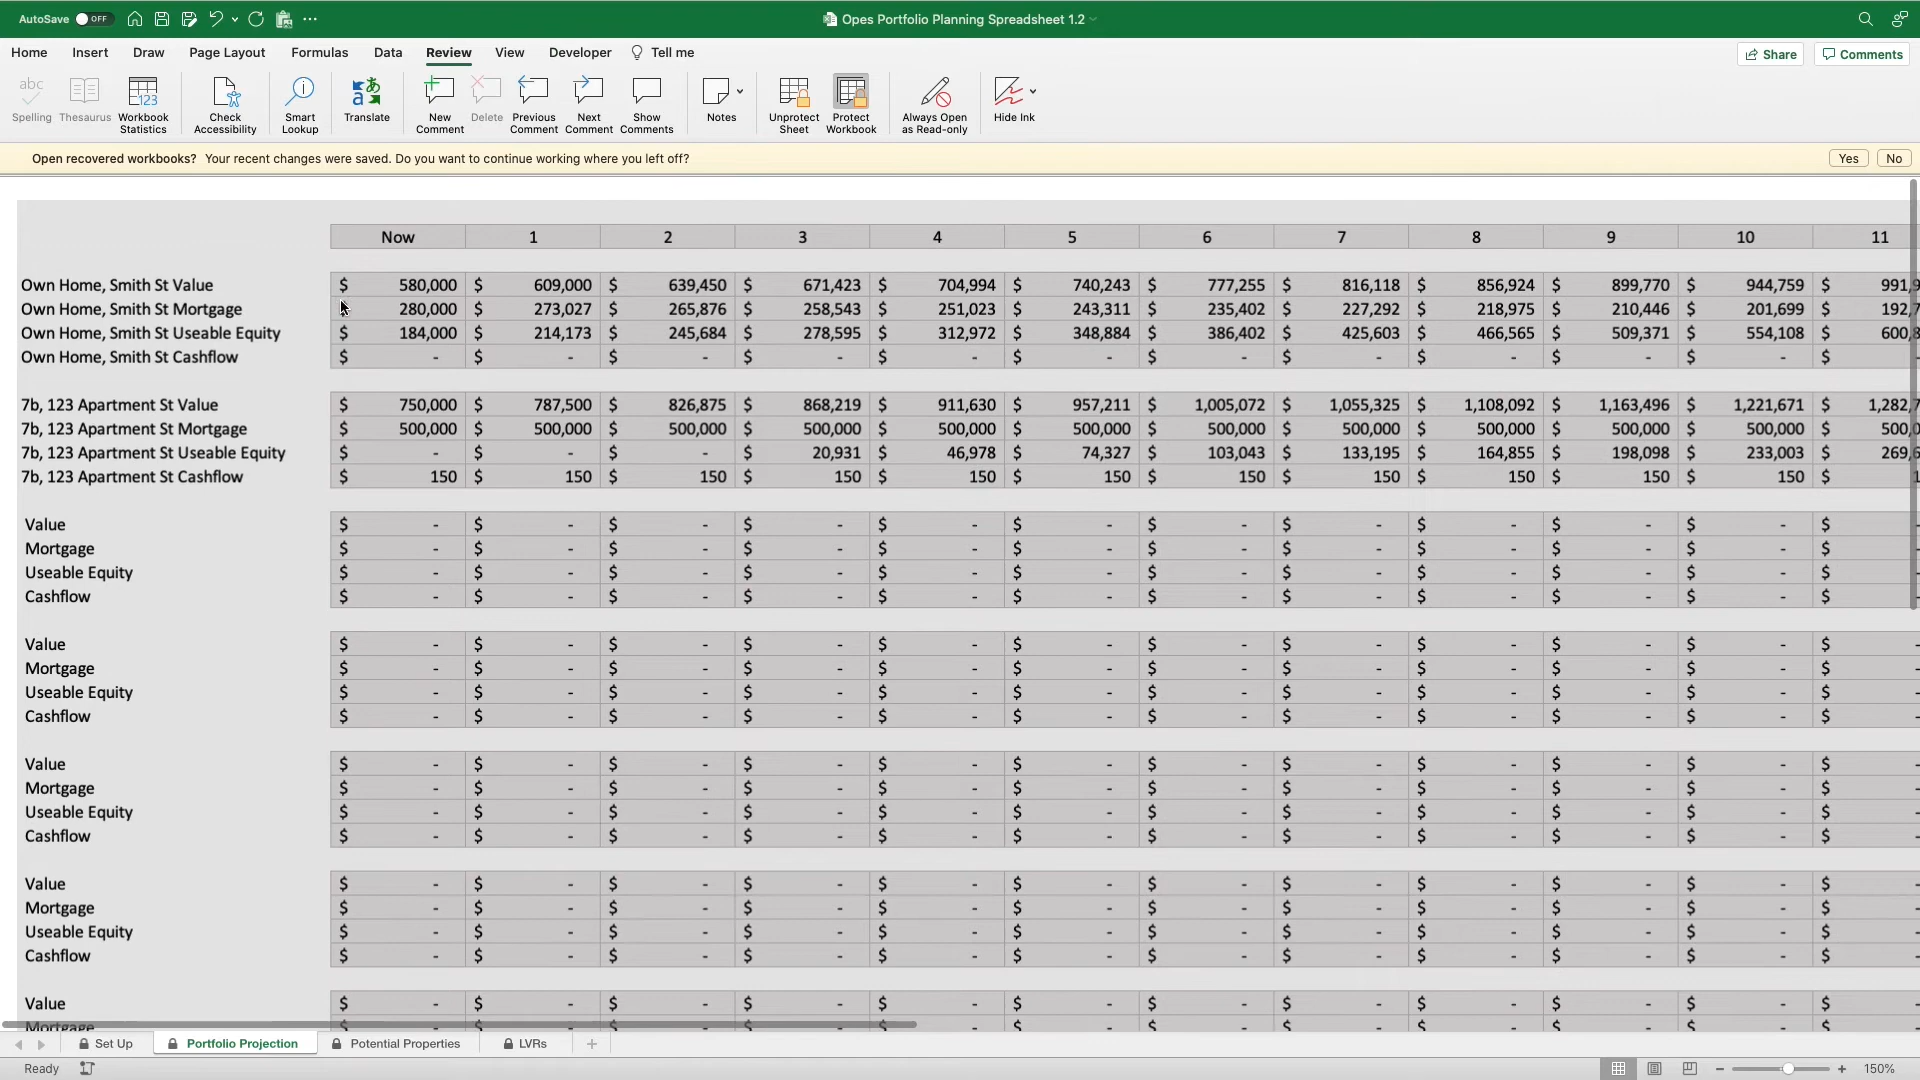 AutoSave OFF
Opes Portfolio Planning Spreadsheet 1.2
Home Insert Draw Page Layout Formulas Data Review View Developer Tell me
Share Comments
Spelling Thesaurus Workbook Statistics Check Accessibility Smart Lookup Translate New Comment Delete Previous Comment Next Comment Show Comments Notes Unprotect Sheet Protect Workbook Always Open as Read-only Hide Ink
Open recovered workbooks? Your recent changes were saved. Do you want to continue working where you left off? Yes No
Now 1 2 3 4 5 6 7 8 9 10 11
Own Home, Smith St Value $ 580,000 $ 609,000 $ 639,450 $ 671,423 $ 704,994 $ 740,243 $ 777,255 $ 816,118 $ 856,924 $ 899,770 $ 944,759 $
Own Home, Smith St Mortgage $ 280,000 $ 273,027 $ 265,876 $ 258,543 $ 251,023 $ 243,311 $ 235,402 $ 227,292 $ 218,975 $ 210,446 $ 201,699 $
Own Home, Smith St Useable Equity $ 184,000 $ 214,173 $ 245,684 $ 278,595 $ 312,972 $ 348,884 $ 386,402 $ 425,603 $ 466,565 $ 509,371 $ 554,108 $
Own Home, Smith St Cashflow $ - $ - $ - $ - $ - $ - $ - $ - $ - $ - $ - $ -
7b, 123 Apartment St Value $ 750,000 $ 787,500 $ 826,875 $ 868,219 $ 911,630 $ 957,211 $ 1,005,072 $ 1,055,325 $ 1,108,092 $ 1,163,496 $ 1,221,671 $
7b, 123 Apartment St Mortgage $ 500,000 $ 500,000 $ 500,000 $ 500,000 $ 500,000 $ 500,000 $ 500,000 $ 500,000 $ 500,000 $ 500,000 $ 500,000 $
7b, 123 Apartment St Useable Equity $ - $ - $ - $ 20,931 $ 46,978 $ 74,327 $ 103,043 $ 133,195 $ 164,855 $ 198,098 $ 233,003 $
7b, 123 Apartment St Cashflow $ 150 $ 150 $ 150 $ 150 $ 150 $ 150 $ 150 $ 150 $ 150 $ 150 $ 150 $
Value $ - $ - $ - $ - $ - $ - $ - $ - $ - $ - $ - $ -
Mortgage $ - $ - $ - $ - $ - $ - $ - $ - $ - $ - $ - $ -
Useable Equity $ - $ - $ - $ - $ - $ - $ - $ - $ - $ - $ - $ -
Cashflow $ - $ - $ - $ - $ - $ - $ - $ - $ - $ - $ - $ -
Value $ - $ - $ - $ - $ - $ - $ - $ - $ - $ - $ - $ -
Mortgage $ - $ - $ - $ - $ - $ - $ - $ - $ - $ - $ - $ -
Useable Equity $ - $ - $ - $ - $ - $ - $ - $ - $ - $ - $ - $ -
Cashflow $ - $ - $ - $ - $ - $ - $ - $ - $ - $ - $ - $ -
Value $ - $ - $ - $ - $ - $ - $ - $ - $ - $ - $ - $ -
Mortgage $ - $ - $ - $ - $ - $ - $ - $ - $ - $ - $ - $ -
Useable Equity $ - $ - $ - $ - $ - $ - $ - $ - $ - $ - $ - $ -
Cashflow $ - $ - $ - $ - $ - $ - $ - $ - $ - $ - $ - $ -
Value $ - $ - $ - $ - $ - $ - $ - $ - $ - $ - $ - $ -
Mortgage $ - $ - $ - $ - $ - $ - $ - $ - $ - $ - $ - $ -
Useable Equity $ - $ - $ - $ - $ - $ - $ - $ - $ - $ - $ - $ -
Cashflow $ - $ - $ - $ - $ - $ - $ - $ - $ - $ - $ - $ -
Value $ - $ - $ - $ - $ - $ - $ - $ - $ - $ - $ - $ -
Mortgage
Set Up Portfolio Projection Potential Properties LVRs +
Ready 150%